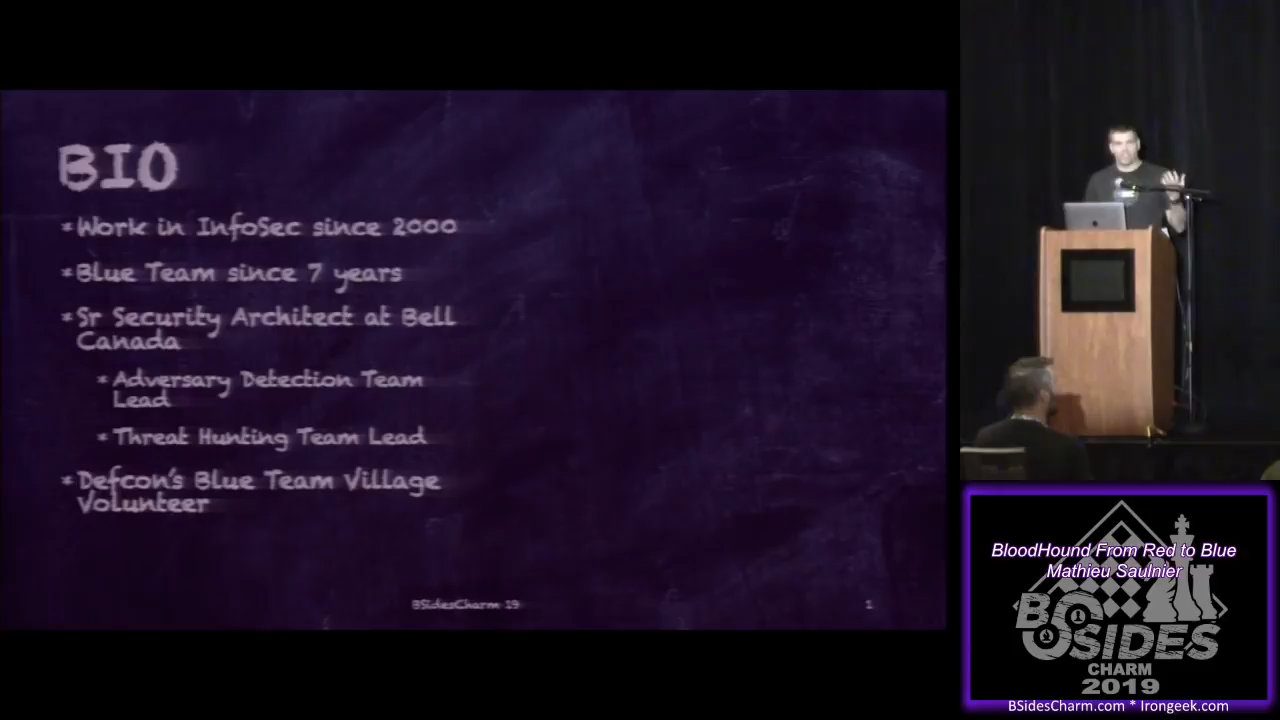 BIO
*Work in InfoSec since 2000
*Blue Team since 7 years
*Sr Security Architect at Bell
Canada
*Adversary Detection Team
Lead
*Threat Hunting Team Lead
*Defcon's Blue Team Village
Volunteer
BSidesCharm 19
1
BloodHound From Red to Blue
Mathieu Saulnier
BSIDES
CHARM
2019
BSidesCharm.com * Irongeek.com